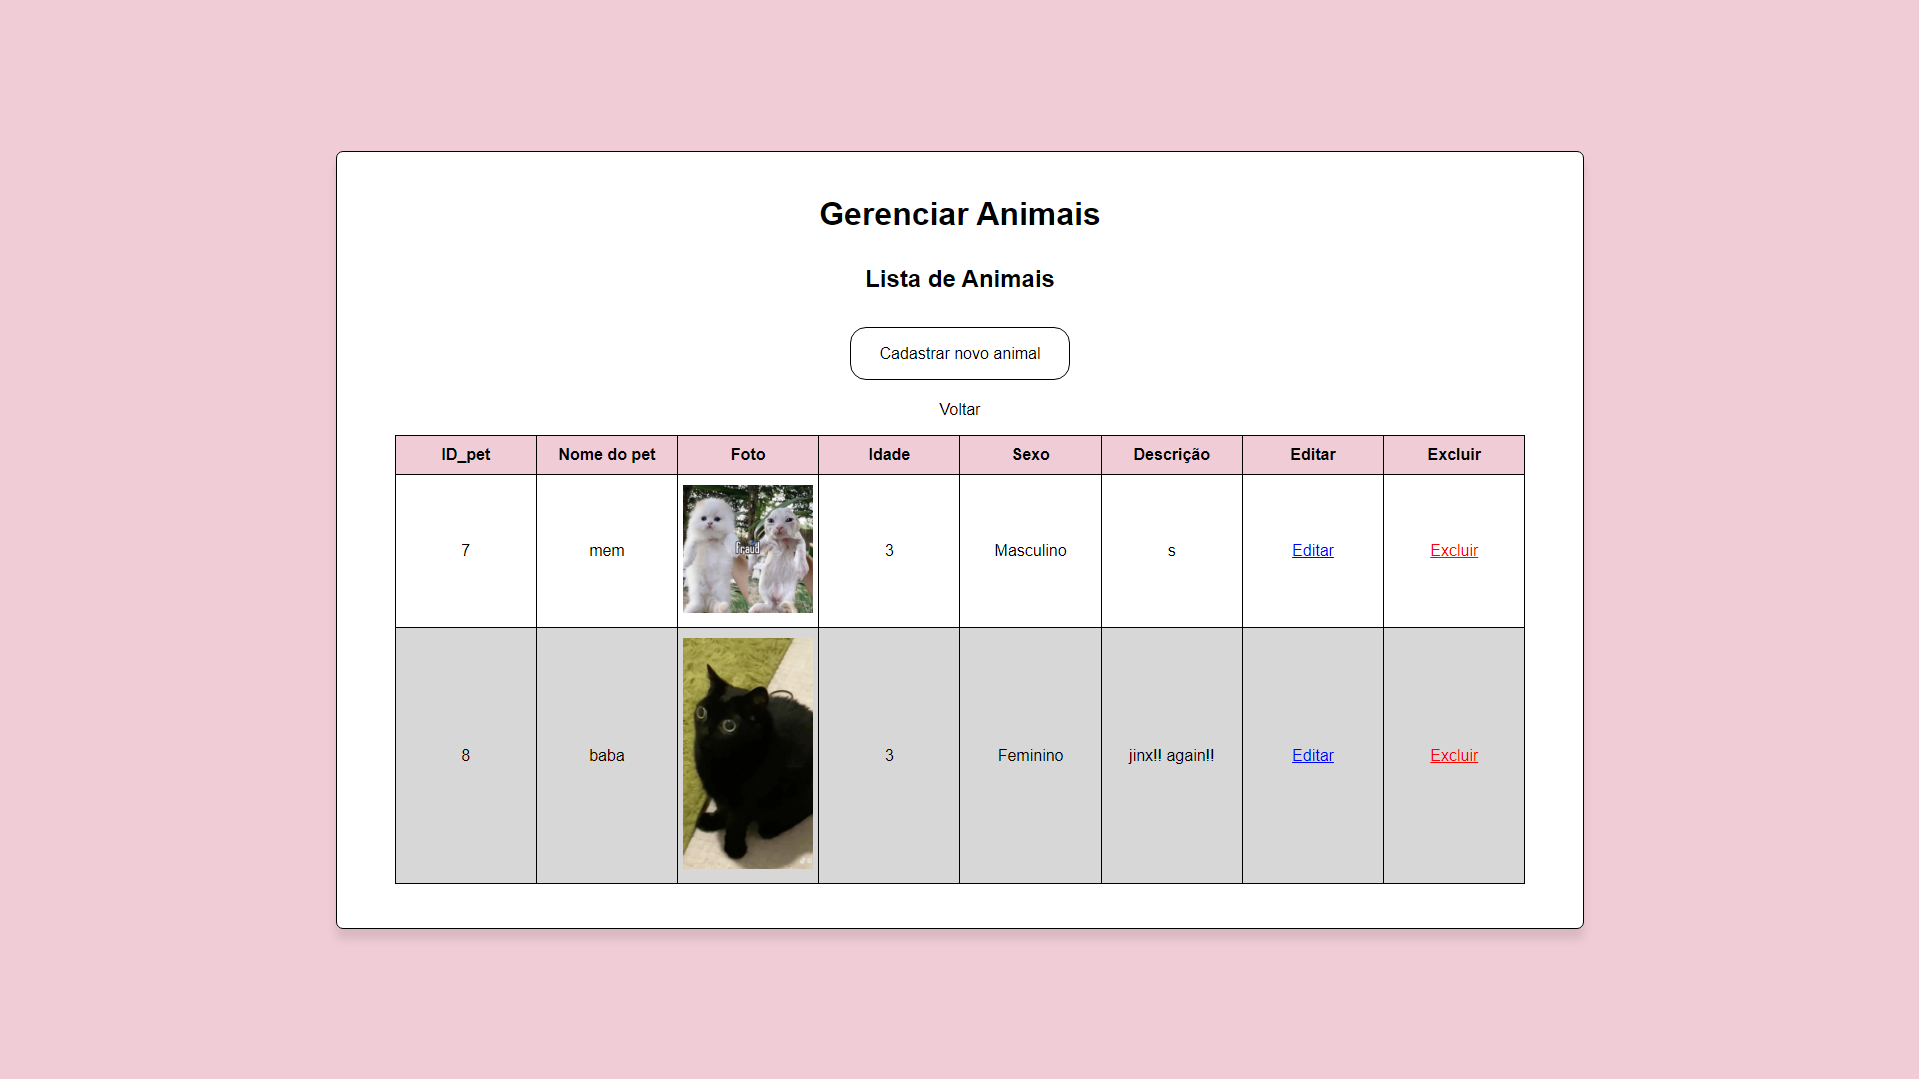 Gerenciar Animais
Lista de Animais
Cadastrar novo animal
Voltar
ID_pet Nome do pet Foto Idade Sexo Descrição Editar Excluir
7 mem fraud 3 Masculino s Editar Excluir
8 baba 3 Feminino jinx!! again!! Editar Excluir